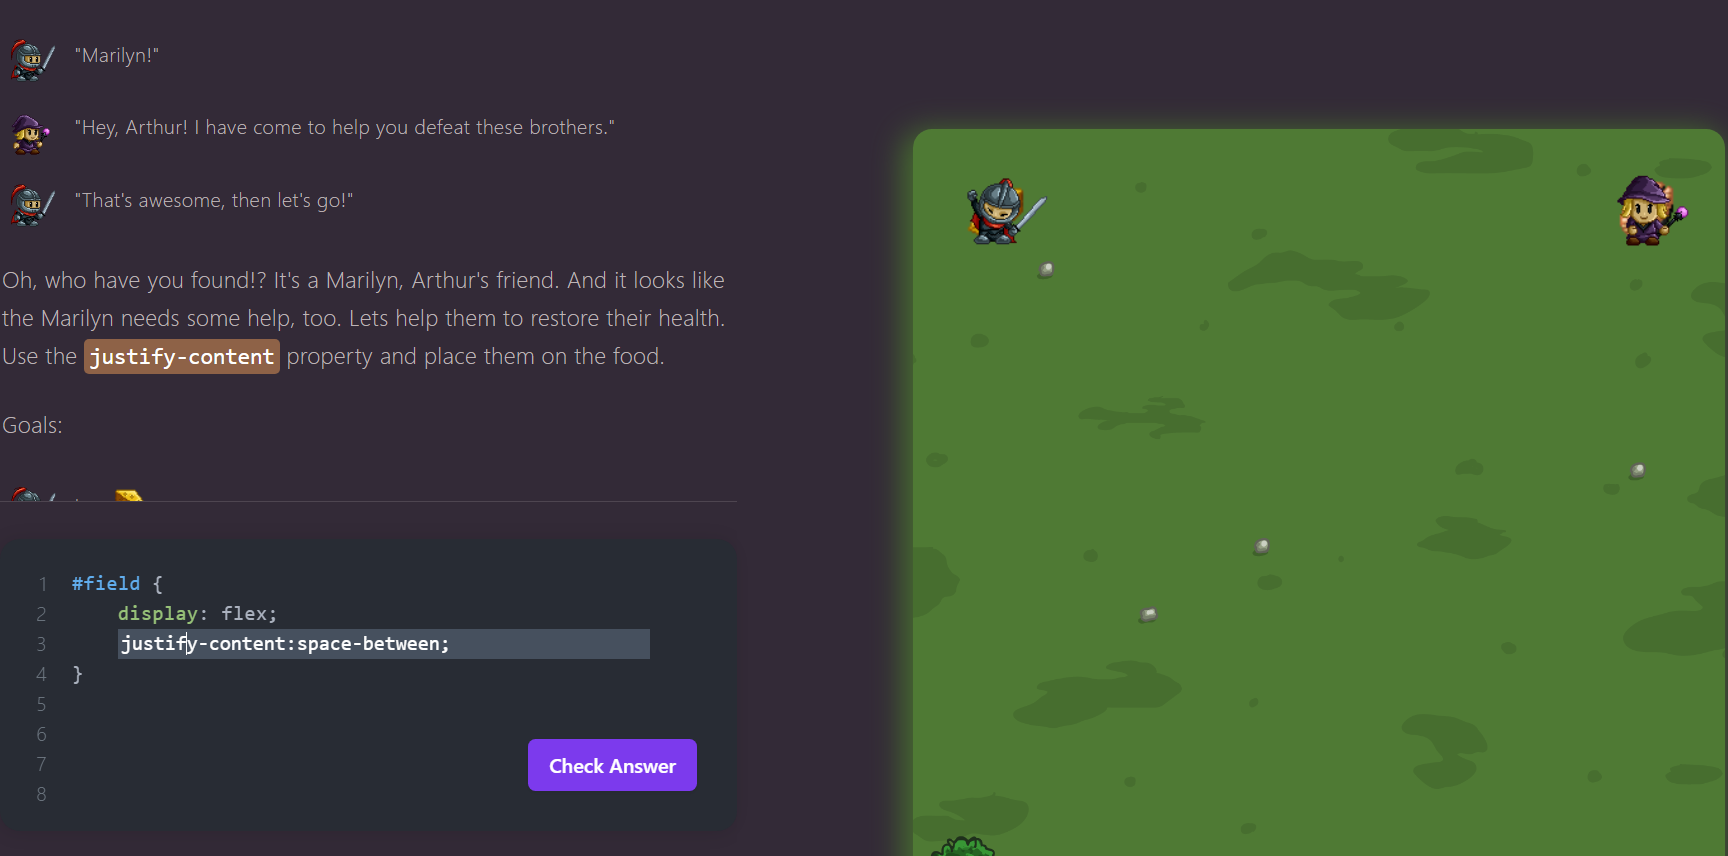 "Marilyn!"
"Hey, Arthur! I have come to help you defeat these brothers."
"That's awesome, then let's go!"
Oh, who have you found!? It's a Marilyn, Arthur's friend. And it looks like
the Marilyn needs some help, too. Lets help them to restore their health.
Use the justify-content property and place them on the food.
Goals:
1 #field {
2 display: flex;
3 justify-content:space-between;
4 }
5
6
7
8
Check Answer